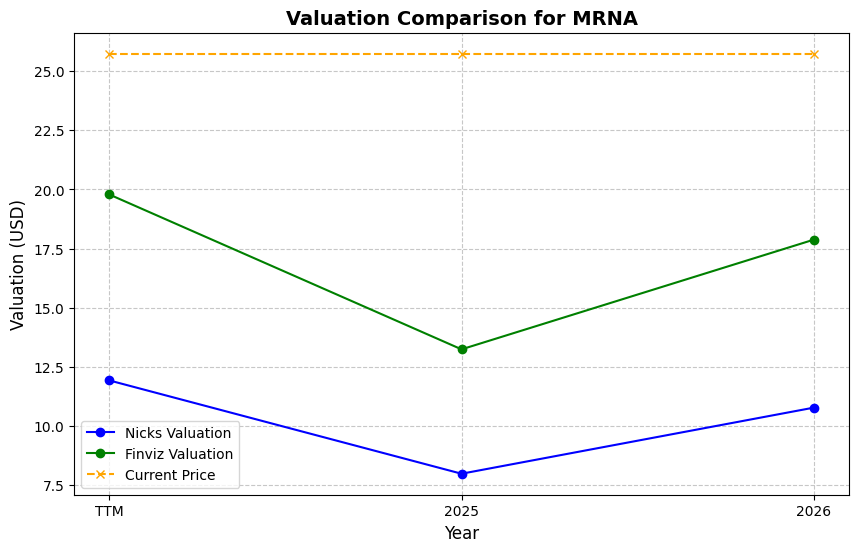 Valuation Comparison for MRNA
Valuation (USD)
25.0
22.5
20.0
17.5
15.0
12.5
10.0
7.5
Nicks Valuation
Finviz Valuation
Current Price
TTM 2025 2026
Year